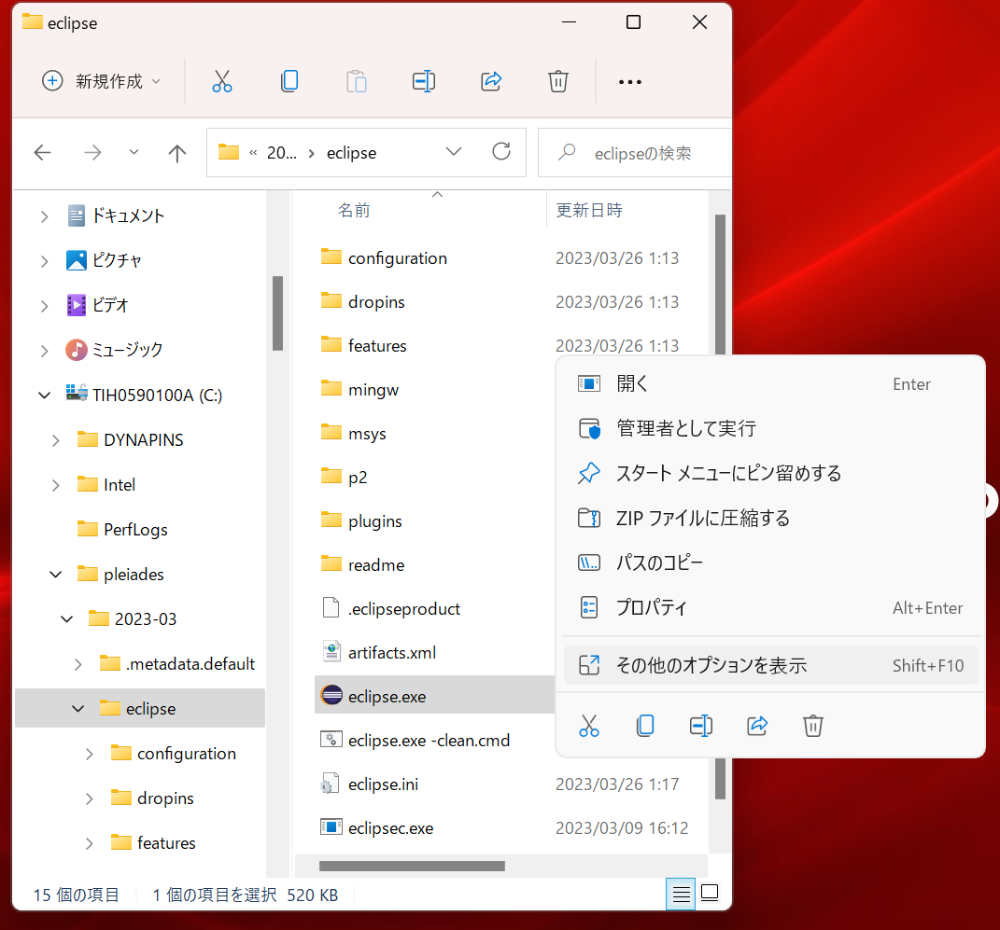 eclipse
新規作成
« 20... › eclipse
eclipseの検索
ドキュメント
ピクチャ
ビデオ
ミュージック
TIH0590100A (C:)
DYNAPINS
Intel
PerfLogs
pleiades
2023-03
.metadata.default
eclipse
configuration
dropins
features
名前 更新日時
configuration 2023/03/26 1:13
dropins 2023/03/26 1:13
features 2023/03/26 1:13
mingw
msys
p2
plugins
readme
.eclipseproduct
artifacts.xml
eclipse.exe
eclipse.exe -clean.cmd
eclipse.ini 2023/03/26 1:17
eclipsec.exe 2023/03/09 16:12
開く Enter
管理者として実行
スタート メニューにピン留めする
ZIP ファイルに圧縮する
パスのコピー
プロパティ Alt+Enter
その他のオプションを表示 Shift+F10
15 個の項目 1 個の項目を選択 520 KB